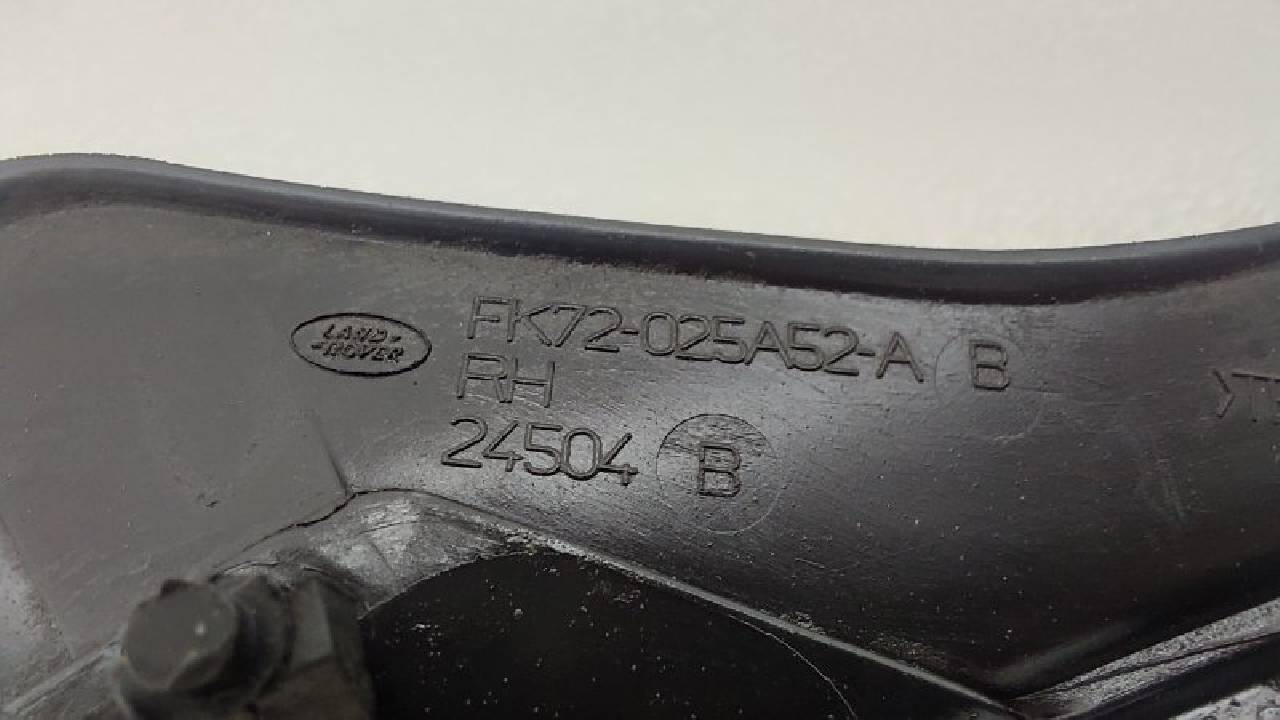 LAND-
-ROVER
FK72-025A52-A B
RH
24504 B